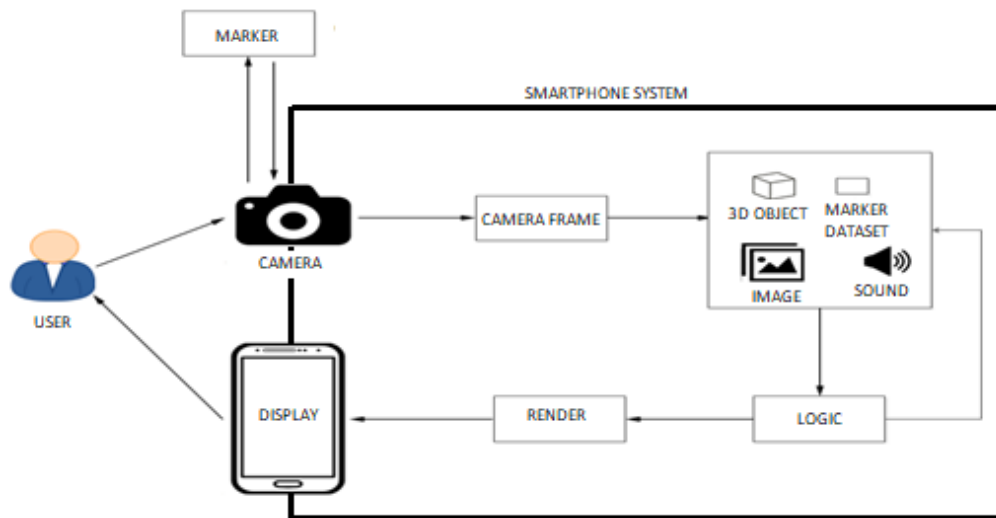 MARKER
SMARTPHONE SYSTEM
3D OBJECT
MARKER
DATASET
CAMERA FRAME
CAMERA
IMAGE
SOUND
USER
DISPLAY
RENDER
LOGIC